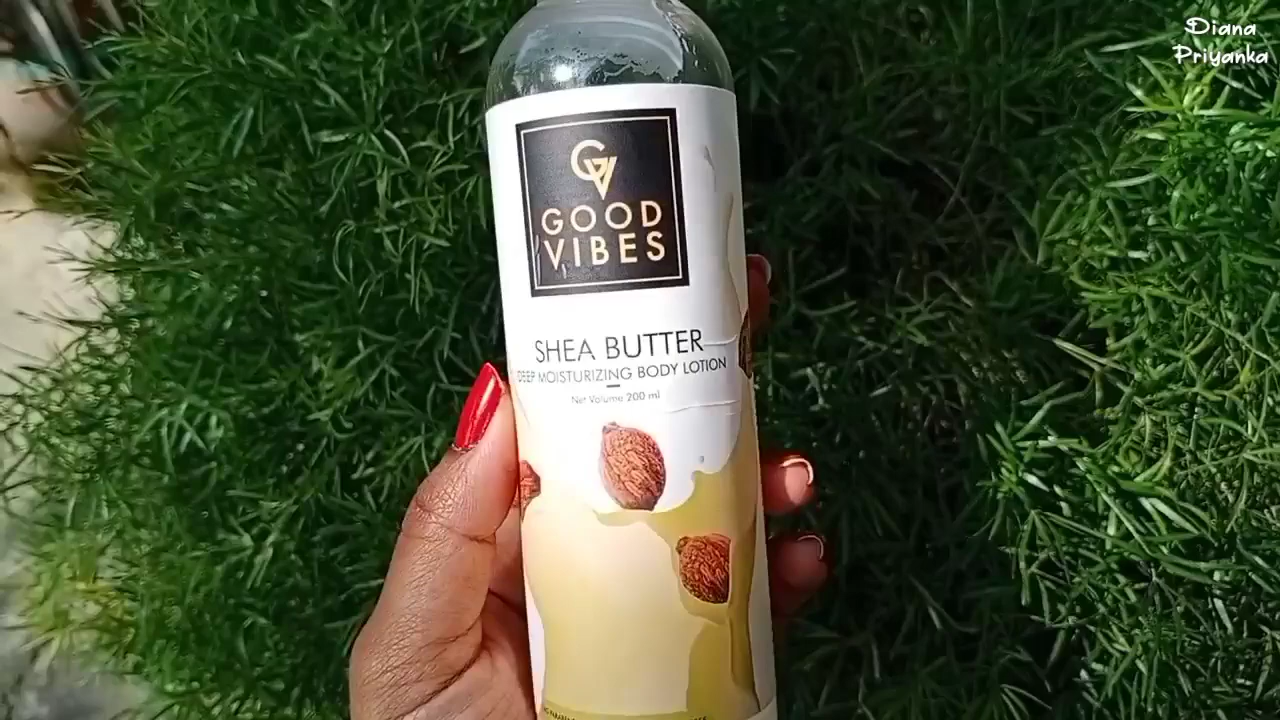 Diana
Priyanka
GV
GOOD
VIBES
SHEA BUTTER
DEEP MOISTURIZING BODY LOTION
Net Volume 200 ml